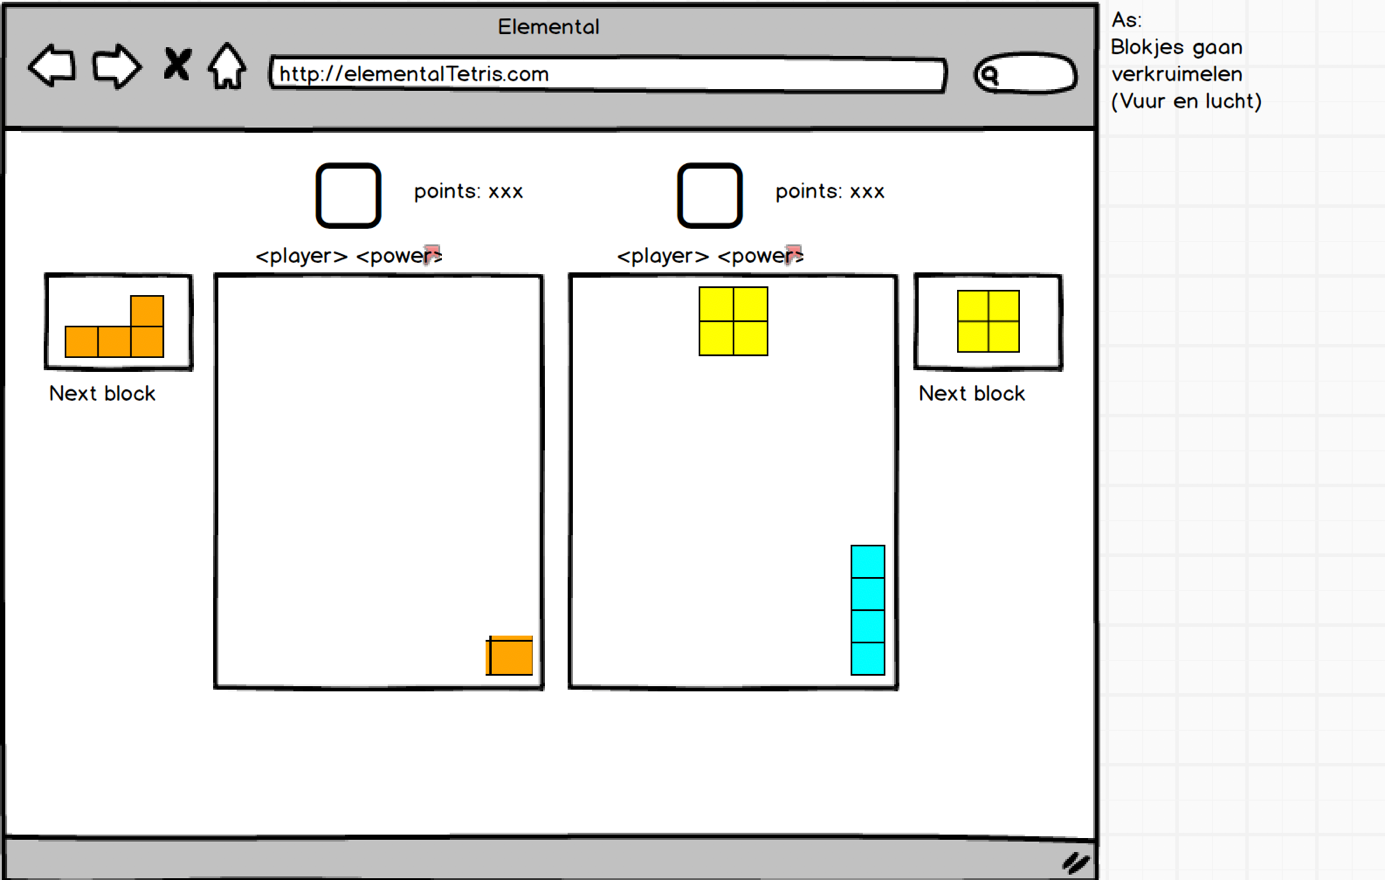 Elemental
http://elementalTetris.com
points: xxx
points: xxx
<player> <power>
<player> <power>
Next block
Next block
As:
Blokjes gaan
verkruimelen
(Vuur en lucht)